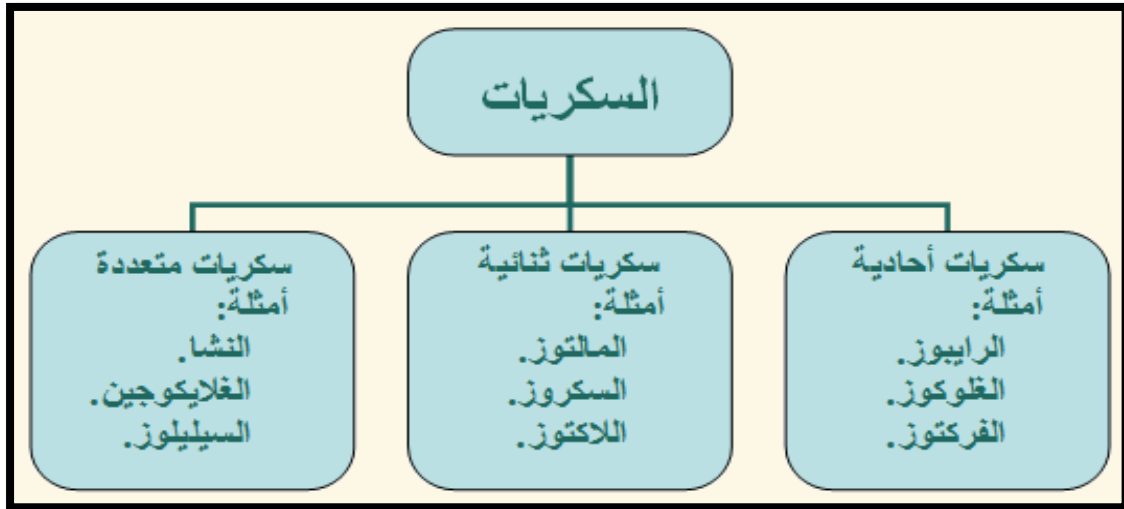 السكريات
سكريات أحادية
أمثلة:
الرايبوز.
الغلوكوز.
الفركتوز.
سكريات ثنائية
أمثلة:
المالتوز.
السكروز.
اللاكتوز.
سكريات متعددة
أمثلة:
النشا.
الغلايكوجين.
السيليلوز.